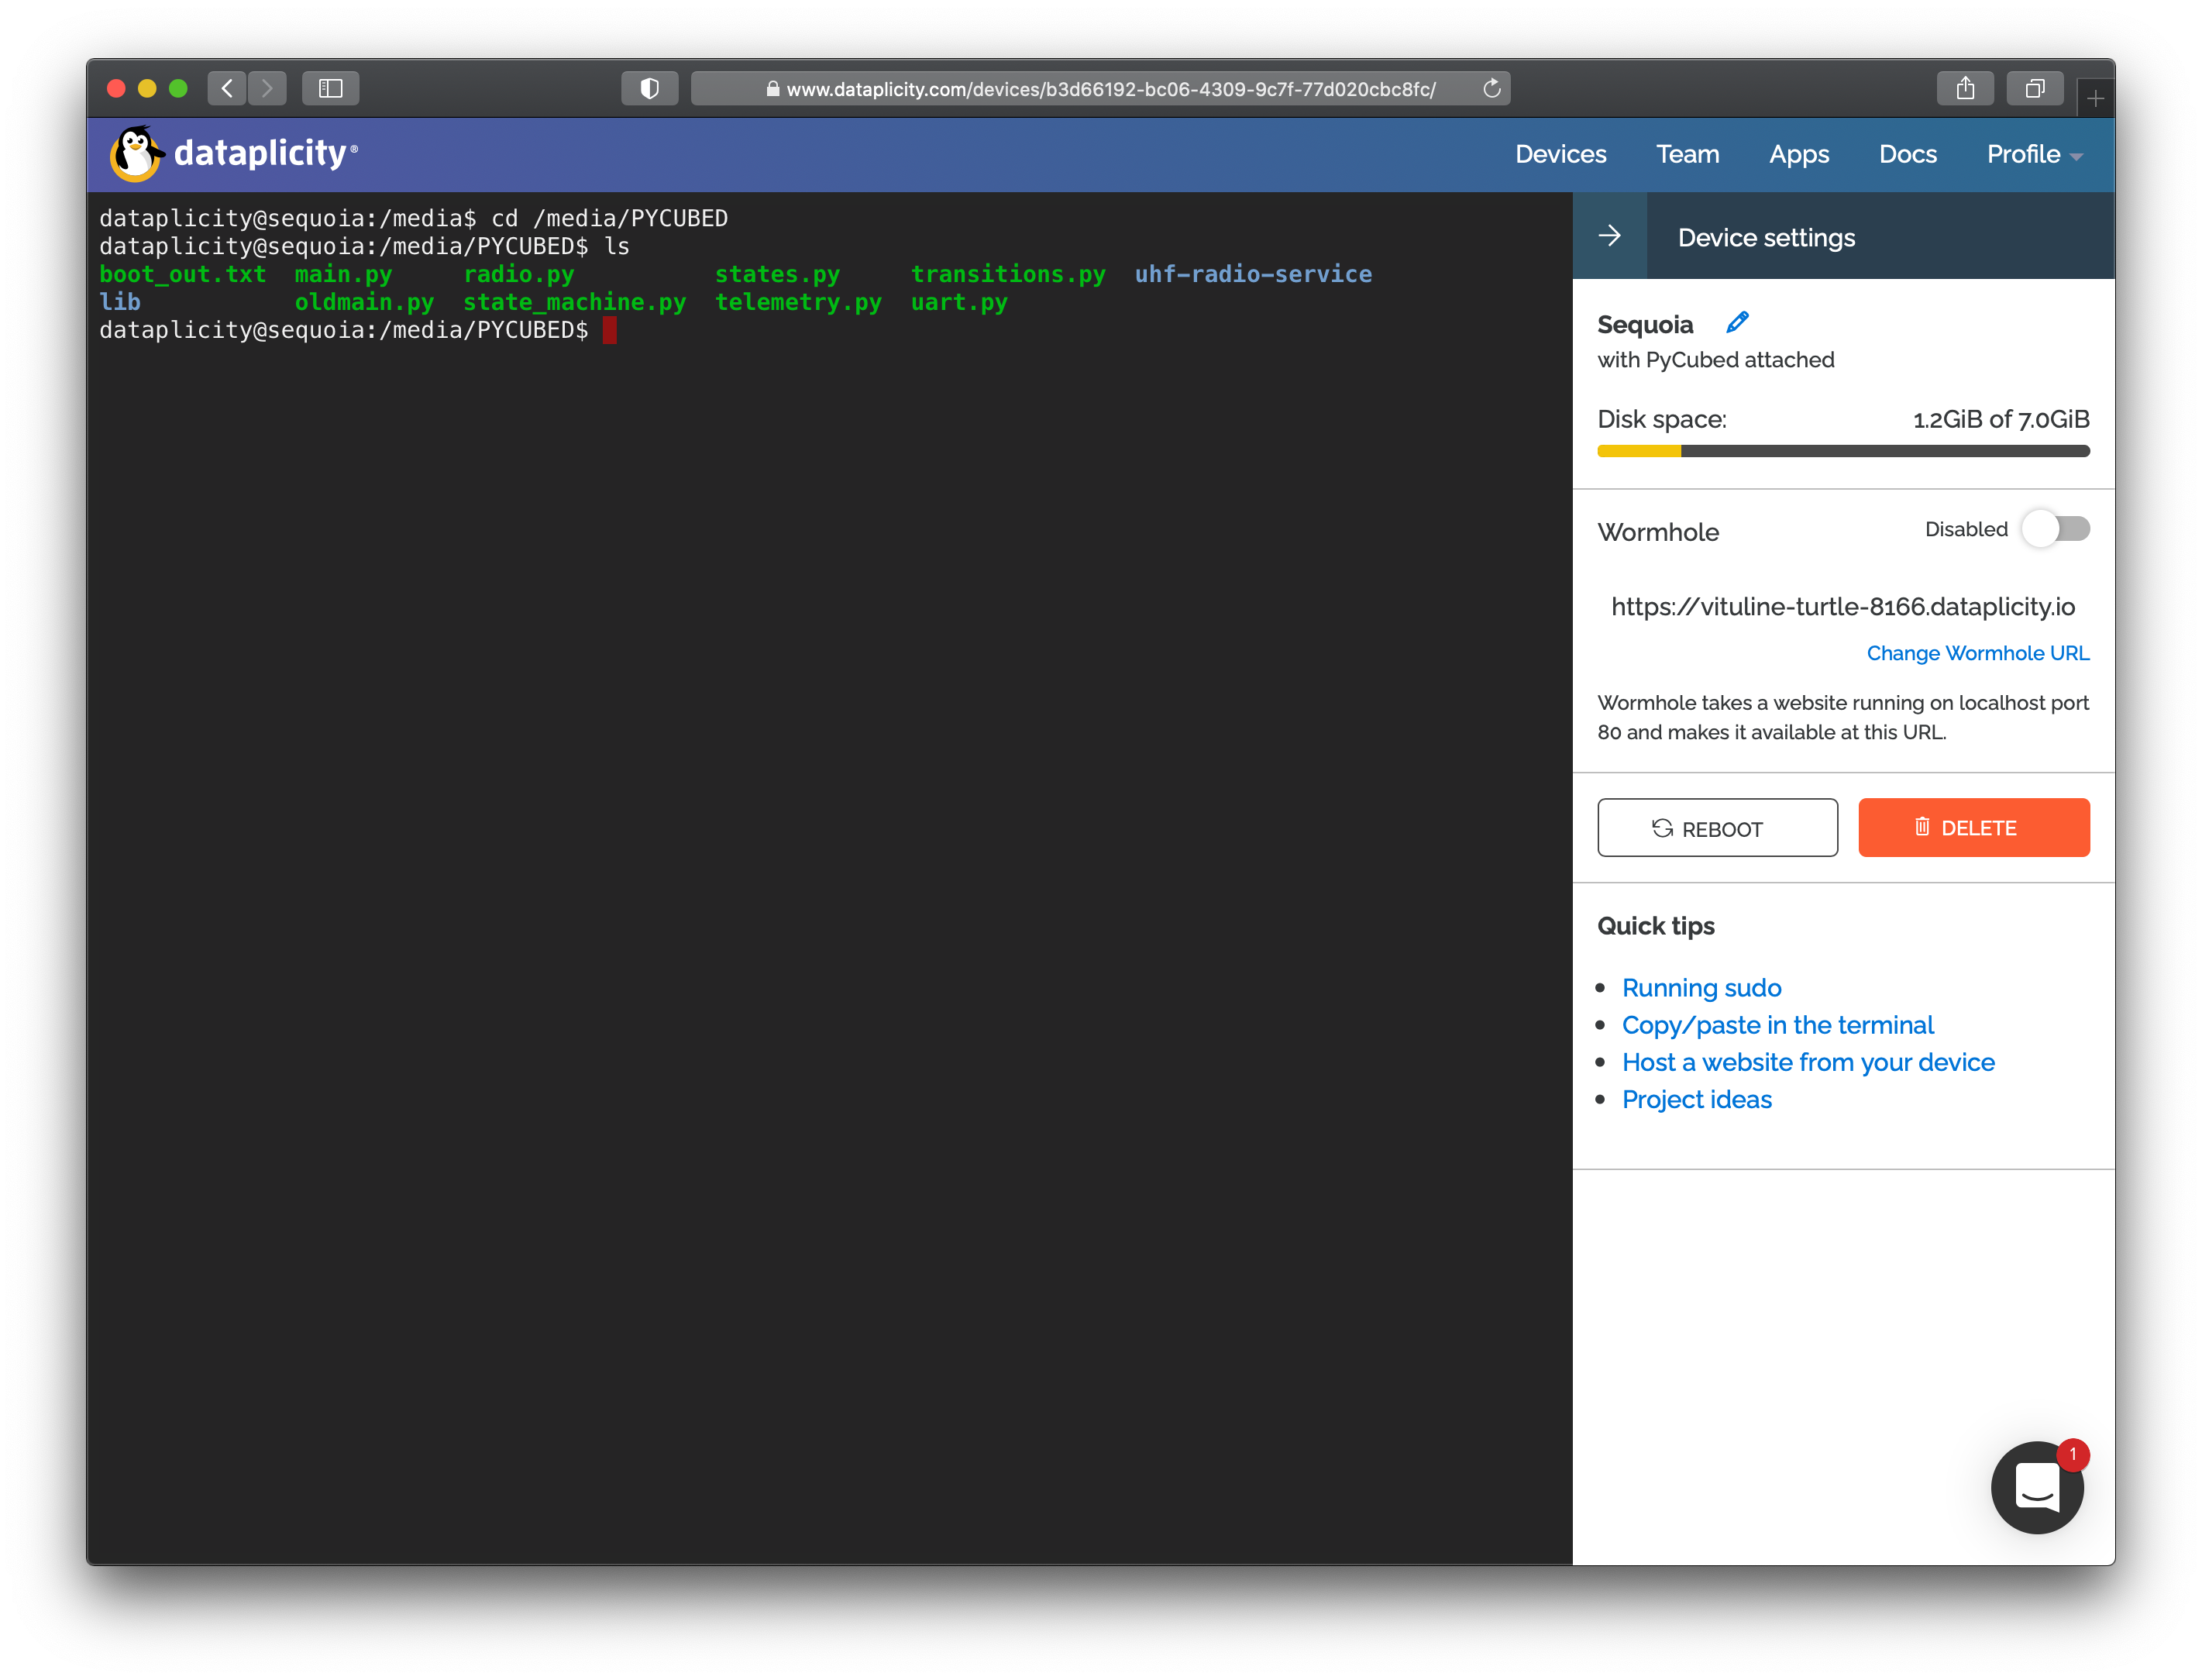 www.dataplicity.com/devices/b3d66192-bc06-4309-9c7f-77d020cbc8fc/
dataplicity®
Devices Team Apps Docs Profile
dataplicity@sequoia:/media$ cd /media/PYCUBED
dataplicity@sequoia:/media/PYCUBED$ ls
boot_out.txt main.py radio.py states.py transitions.py uhf-radio-service
lib oldmain.py state_machine.py telemetry.py uart.py
dataplicity@sequoia:/media/PYCUBED$
Device settings
Sequoia
with PyCubed attached
Disk space: 1.2GiB of 7.0GiB
Wormhole Disabled
https://vituline-turtle-8166.dataplicity.io
Change Wormhole URL
Wormhole takes a website running on localhost port
80 and makes it available at this URL.
REBOOT DELETE
Quick tips
• Running sudo
• Copy/paste in the terminal
• Host a website from your device
• Project ideas
1